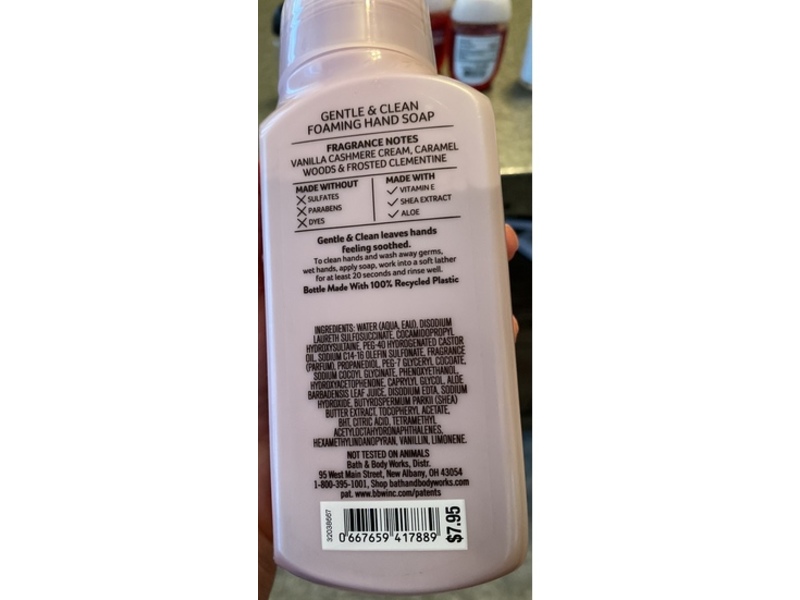 GENTLE & CLEAN
FOAMING HAND SOAP
FRAGRANCE NOTES
VANILLA CASHMERE CREAM, CARAMEL
WOODS & FROSTED CLEMENTINE
MADE WITHOUT
SULFATES
PARABENS
DYES
MADE WITH
VITAMIN E
SHEA EXTRACT
ALOE
Gentle & Clean leaves hands
feeling soothed.
To clean hands and wash away germs,
wet hands, apply soap, work into a soft lather
for at least 20 seconds and rinse well.
Bottle Made With 100% Recycled Plastic
INGREDIENTS: WATER (AQUA, EAU), DISODIUM
LAURETH SULFOSUCCINATE, COCAMIDOPROPYL
HYDROXYSULTAINE, PEG-40 HYDROGENATED CASTOR
OIL, SODIUM C14-16 OLEFIN SULFONATE, FRAGRANCE
(PARFUM), PROPANEDIOL, PEG-7 GLYCERYL COCOATE,
SODIUM COCOYL GLYCINATE, PHENOXYETHANOL,
HYDROXYACETOPHENONE, CAPRYLYL GLYCOL, ALOE
BARBADENSIS LEAF JUICE, DISODIUM EDTA, SODIUM
HYDROXIDE, BUTYROSPERMUM PARKII (SHEA)
BUTTER EXTRACT, TOCOPHERYL ACETATE,
BHT, CITRIC ACID, TETRAMETHYL
ACETYLOCTAHYDRONAPHTHALENES,
HEXAMETHYLINDANOPYRAN, VANILLIN, LIMONENE.
NOT TESTED ON ANIMALS
Bath & Body Works, Distr.
95 West Main Street, New Albany, OH 43054
1-800-395-1001, Shop bathandbodyworks.com
pat. www.bbwinc.com/patents
32038667
0 667659 417889
$7.95